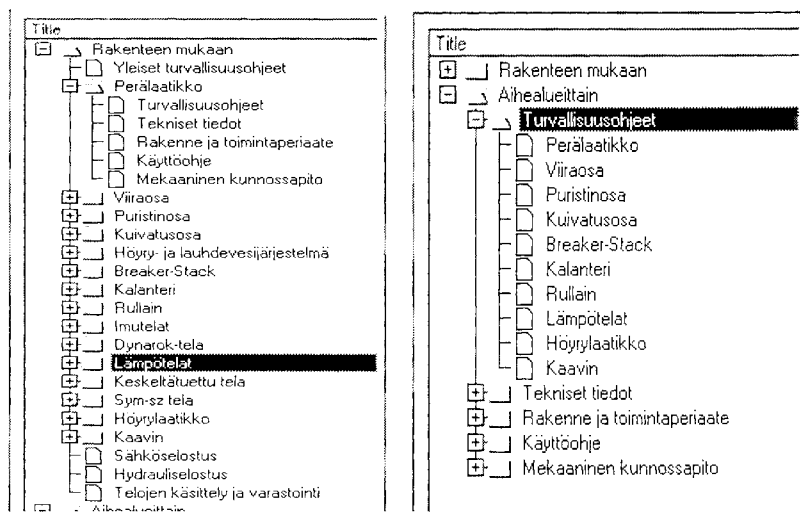 Title
Rakenteen mukaan
Yleiset turvallisuusohjeet
Perälaatikko
Turvallisuusohjeet
Tekniset tiedot
Rakenne ja toimintaperiaate
Käyttöohje
Mekaaninen kunnossapito
Viiraosa
Puristinosa
Kuivatusosa
Höyry- ja lauhdevesijärjestelmä
Breaker-Stack
Kalanteri
Rullain
Imutelat
Dynarok-tela
Lämpötelat
Keskeltätuettu tela
Sym-sz tela
Höyrylaatikko
Kaavin
Sähköselostus
Hydrauliselostus
Telojen käsittely ja varastointi
Aihealueittain
Title
Rakenteen mukaan
Aihealueittain
Turvallisuusohjeet
Perälaatikko
Viiraosa
Puristinosa
Kuivatusosa
Breaker-Stack
Kalanteri
Rullain
Lämpötelat
Höyrylaatikko
Kaavin
Tekniset tiedot
Rakenne ja toimintaperiaate
Käyttöohje
Mekaaninen kunnossapito